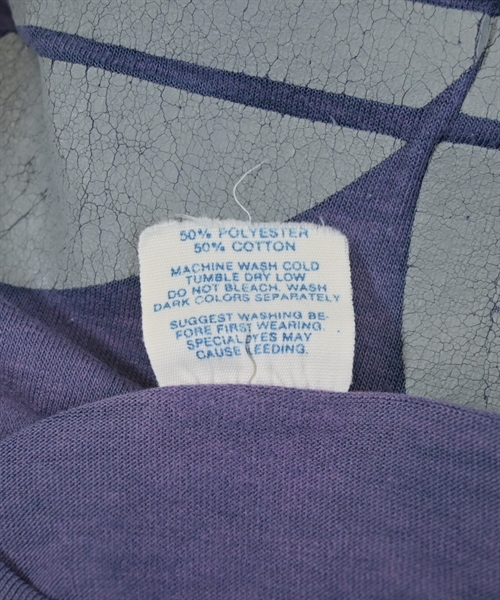 50% POLYESTER
50% COTTON
MACHINE WASH COLD
TUMBLE DRY LOW
DO NOT BLEACH. WASH
DARK COLORS SEPARATELY
SUGGEST WASHING BE-
FORE FIRST WEARING.
SPECIAL DYES MAY
CAUSE LEEDING.